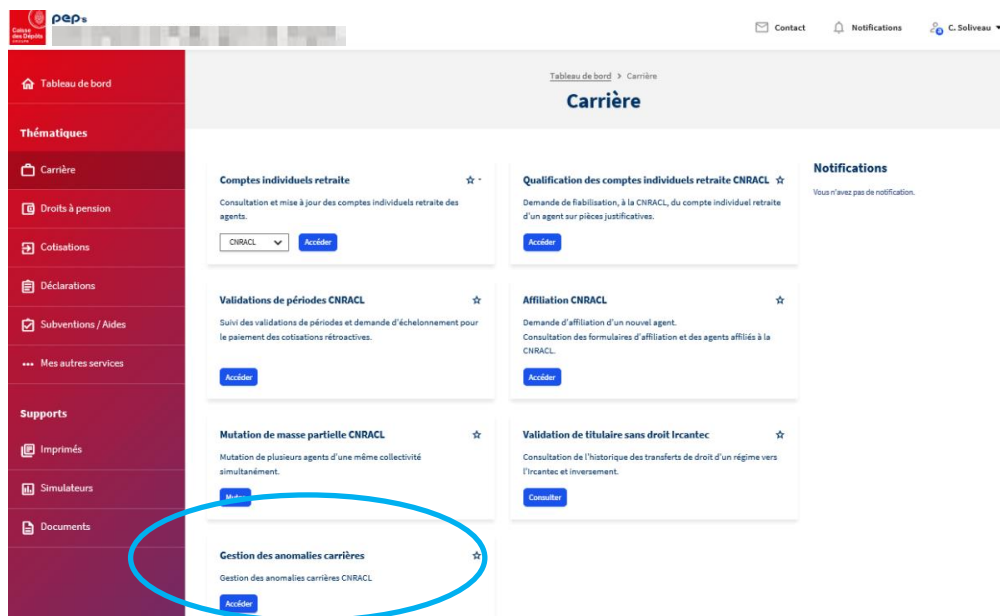 Caisse
des Dépôts
GROUPE
peps
Contact
Notifications
C. Soliveau
Tableau de bord
Thématiques
Carrière
Droits à pension
Cotisations
Déclarations
Subventions / Aides
Mes autres services
Supports
Imprimés
Simulateurs
Documents
Tableau de bord > Carrière
Carrière
Comptes individuels retraite
Consultation et mise à jour des comptes individuels retraite des
agents.
CNRACL
Accéder
Qualification des comptes individuels retraite CNRACL
Demande de fiabilisation, à la CNRACL, du compte individuel retraite
d'un agent sur pièces justificatives.
Accéder
Validations de périodes CNRACL
Suivi des validations de périodes et demande d'échelonnement pour
le paiement des cotisations rétroactives.
Accéder
Affiliation CNRACL
Demande d'affiliation d'un nouvel agent.
Consultation des formulaires d'affiliation et des agents affiliés à la
CNRACL.
Accéder
Mutation de masse partielle CNRACL
Mutation de plusieurs agents d'une même collectivité
simultanément.
Muter
Validation de titulaire sans droit Ircantec
Consultation de l'historique des transferts de droit d'un régime vers
l'Ircantec et inversement.
Consulter
Gestion des anomalies carrières
Gestion des anomalies carrières CNRACL
Accéder
Notifications
Vous n'avez pas de notification.